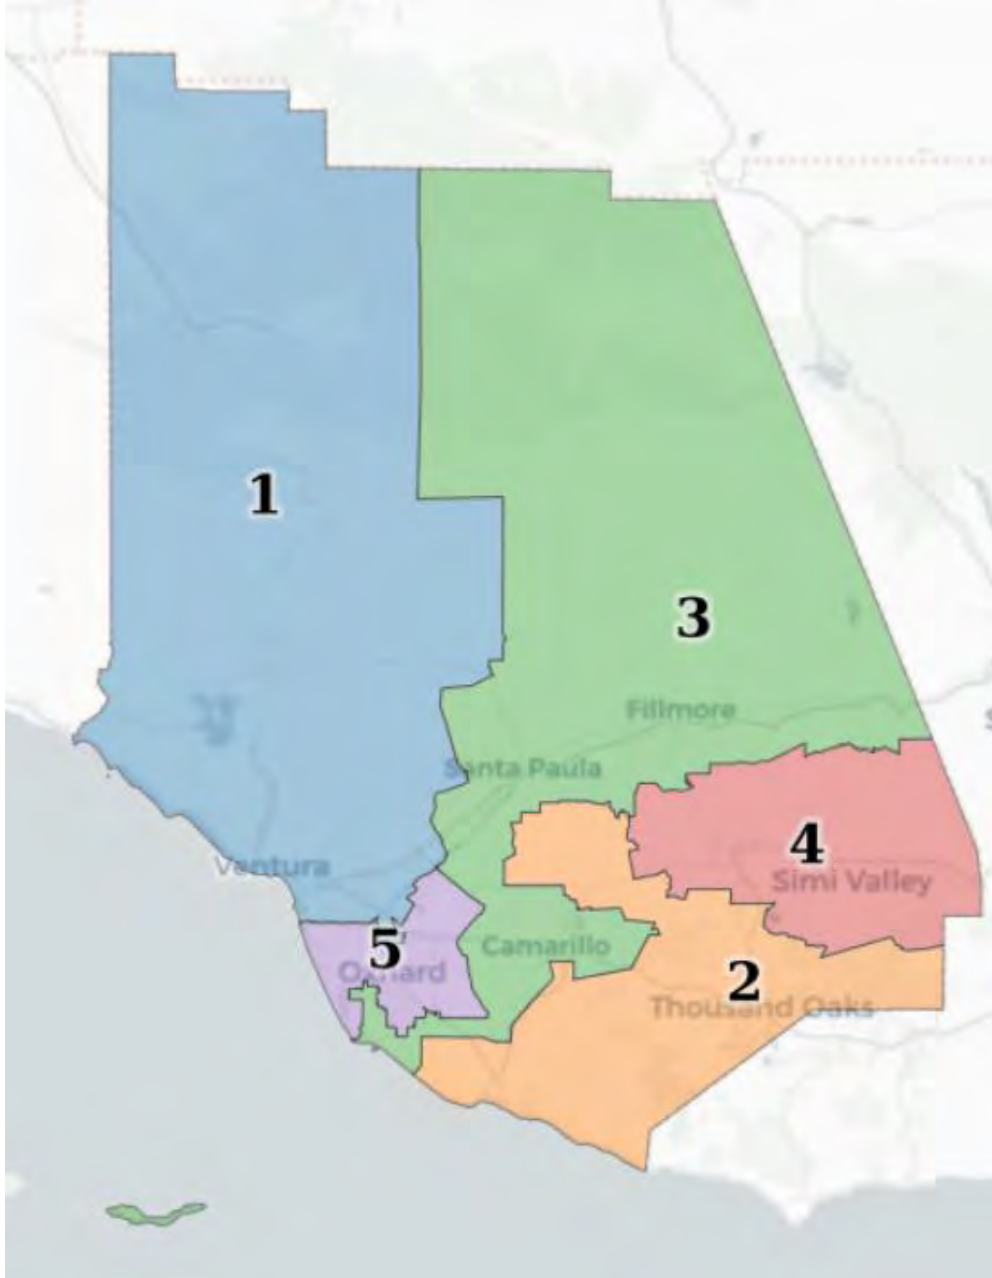 1
3
Fillmore
Santa Paula
4
Ventura
Simi Valley
5
Camarillo
Oxnard
2
Thousand Oaks
S